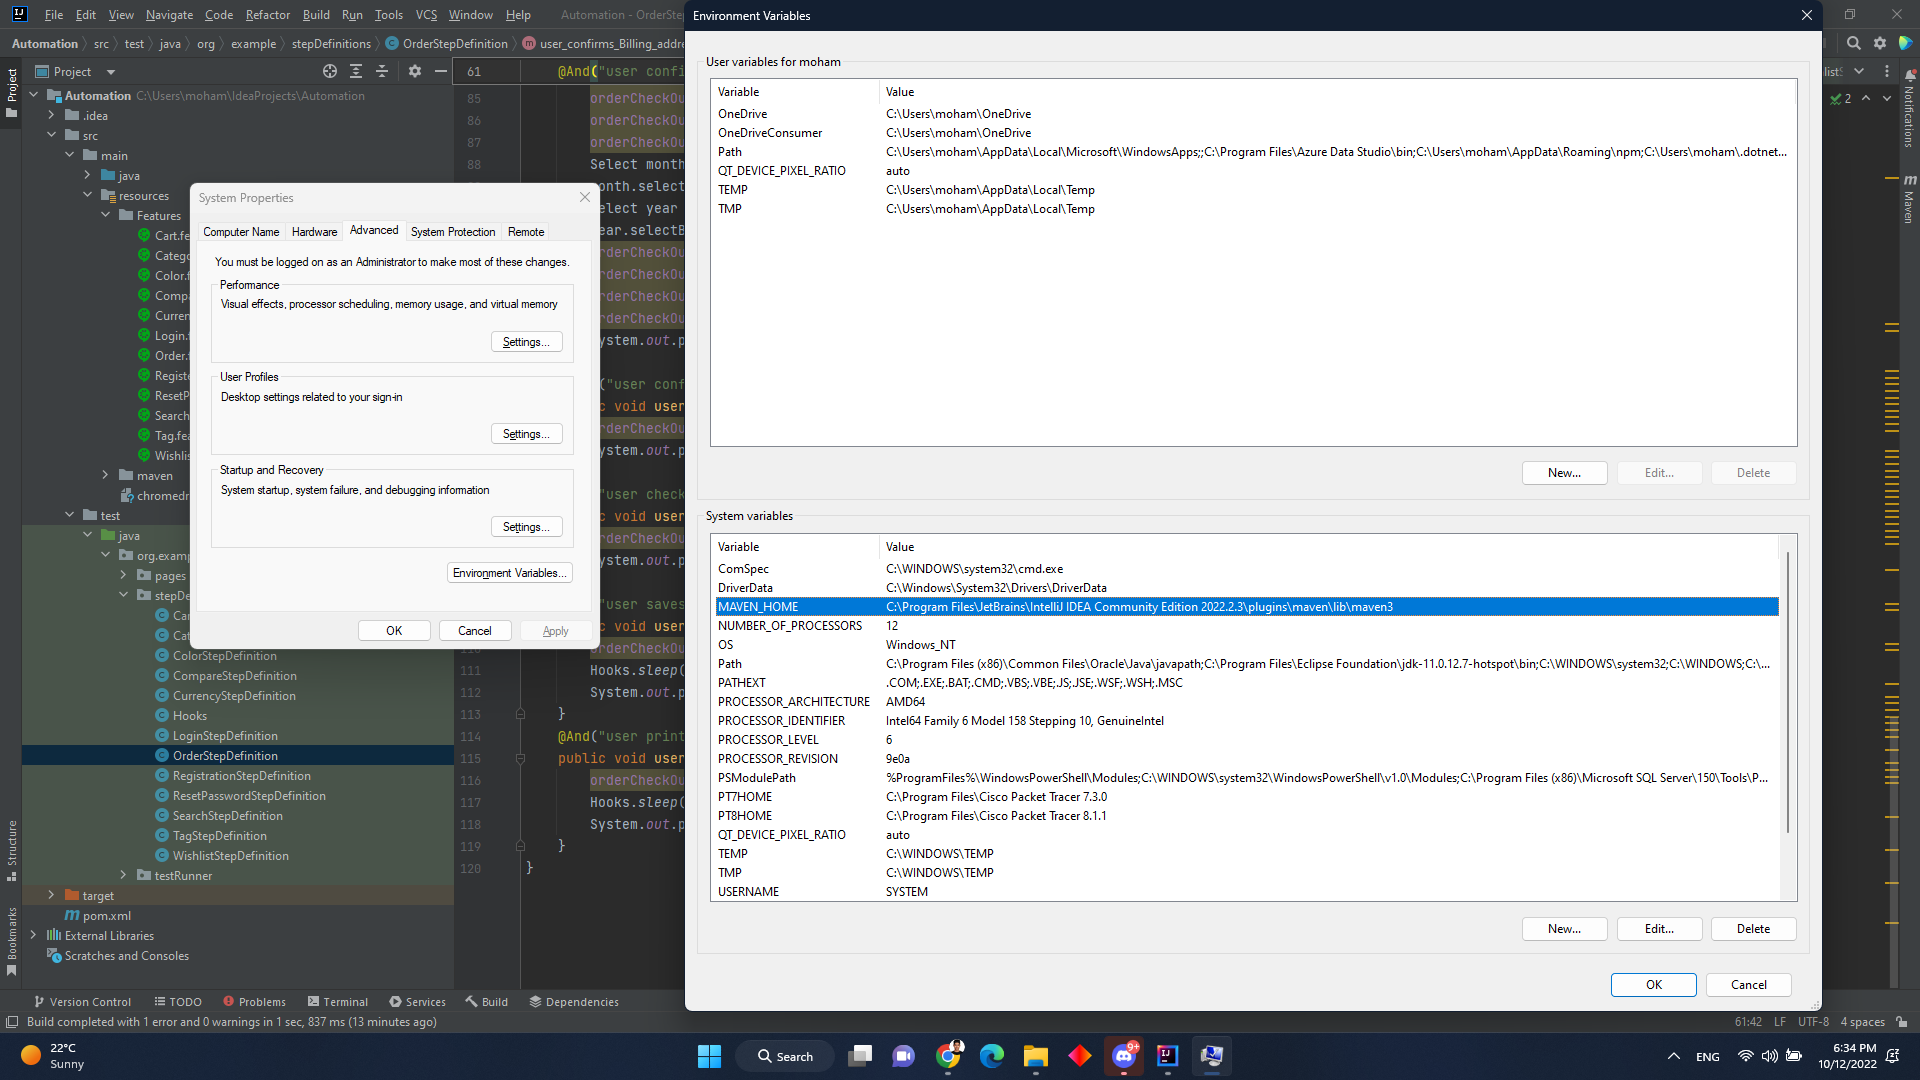 File Edit View Navigate Code Refactor Build Run Tools VCS Window Help Automation - OrderStep
Automation src test java org example stepDefinitions OrderStepDefinition user_confirms_Billing_addre
Project
Automation C:\Users\moham\IdeaProjects\Automation
.idea
src
main
java
resources
Features
Cart.fe
Catego
Color.f
Compa
Curren
Login.f
Order.f
Registe
ResetP
Search
Tag.fea
Wishlis
maven
chromedr
test
java
org.examp
pages
stepDe
Car
Cat
ColorStepDefinition
CompareStepDefinition
CurrencyStepDefinition
Hooks
LoginStepDefinition
OrderStepDefinition
RegistrationStepDefinition
ResetPasswordStepDefinition
SearchStepDefinition
TagStepDefinition
WishlistStepDefinition
testRunner
target
pom.xml
External Libraries
Scratches and Consoles
Project
Structure
Bookmarks
61 @And("user confi
85 orderCheckOu
86 orderCheckOu
87 orderCheckOu
88 Select month
onth.select
elect year
ear.selectB
rderCheckOu
rderCheckOu
rderCheckOu
rderCheckOu
ystem.out.p
("user conf
c void user
rderCheckOu
ystem.out.p
"user check
c void user
rderCheckOu
ystem.out.p
"user saves
c void user
110 rderCheckOu
111 Hooks.sleep(
112 System.out.p
113 }
114 @And("user print
115 public void user
116 orderCheckOu
117 Hooks.sleep(
118 System.out.p
119 }
120 }
System Properties
Computer Name Hardware Advanced System Protection Remote
You must be logged on as an Administrator to make most of these changes.
Performance
Visual effects, processor scheduling, memory usage, and virtual memory
Settings...
User Profiles
Desktop settings related to your sign-in
Settings...
Startup and Recovery
System startup, system failure, and debugging information
Settings...
Environment Variables...
OK Cancel Apply
Environment Variables
User variables for moham
Variable Value
OneDrive C:\Users\moham\OneDrive
OneDriveConsumer C:\Users\moham\OneDrive
Path C:\Users\moham\AppData\Local\Microsoft\WindowsApps;;C:\Program Files\Azure Data Studio\bin;C:\Users\moham\AppData\Roaming\npm;C:\Users\moham\.dotnet...
QT_DEVICE_PIXEL_RATIO auto
TEMP C:\Users\moham\AppData\Local\Temp
TMP C:\Users\moham\AppData\Local\Temp
New... Edit... Delete
System variables
Variable Value
ComSpec C:\WINDOWS\system32\cmd.exe
DriverData C:\Windows\System32\Drivers\DriverData
MAVEN_HOME C:\Program Files\JetBrains\IntelliJ IDEA Community Edition 2022.2.3\plugins\maven\lib\maven3
NUMBER_OF_PROCESSORS 12
OS Windows_NT
Path C:\Program Files (x86)\Common Files\Oracle\Java\javapath;C:\Program Files\Eclipse Foundation\jdk-11.0.12.7-hotspot\bin;C:\WINDOWS\system32;C:\WINDOWS;C:\...
PATHEXT .COM;.EXE;.BAT;.CMD;.VBS;.VBE;.JS;.JSE;.WSF;.WSH;.MSC
PROCESSOR_ARCHITECTURE AMD64
PROCESSOR_IDENTIFIER Intel64 Family 6 Model 158 Stepping 10, GenuineIntel
PROCESSOR_LEVEL 6
PROCESSOR_REVISION 9e0a
PSModulePath %ProgramFiles%\WindowsPowerShell\Modules;C:\WINDOWS\system32\WindowsPowerShell\v1.0\Modules;C:\Program Files (x86)\Microsoft SQL Server\150\Tools\P...
PT7HOME C:\Program Files\Cisco Packet Tracer 7.3.0
PT8HOME C:\Program Files\Cisco Packet Tracer 8.1.1
QT_DEVICE_PIXEL_RATIO auto
TEMP C:\WINDOWS\TEMP
TMP C:\WINDOWS\TEMP
USERNAME SYSTEM
New... Edit... Delete
OK Cancel
2
Notifications
Maven
Version Control TODO Problems Terminal Services Build Dependencies
Build completed with 1 error and 0 warnings in 1 sec, 837 ms (13 minutes ago) 61:42 LF UTF-8 4 spaces
22°C
Sunny
Search
9+
ENG
6:34 PM
10/12/2022